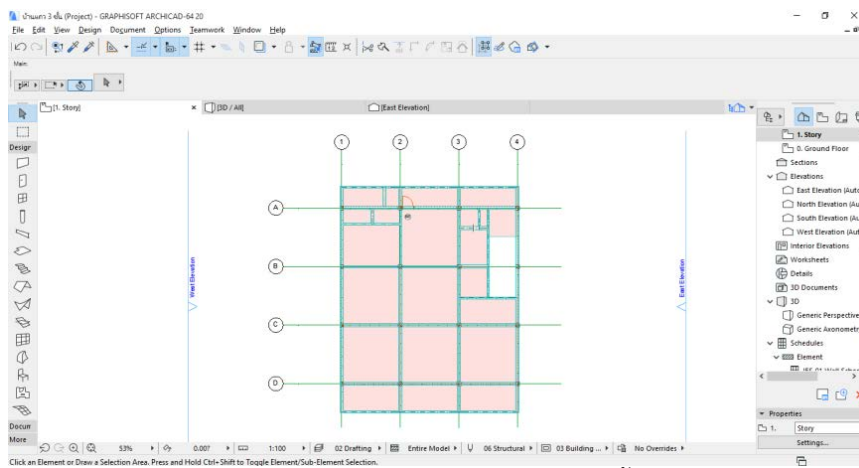 บ้านแถว 3 ชั้น (Project) - GRAPHISOFT ARCHICAD-64 20
File Edit View Design Document Options Teamwork Window Help
Main:
[1. Story]
[3D / All]
[East Elevation]
Design
Docum
More
1 2 3 4
A
B
C
D
West Elevation
East Elevation
1. Story
0. Ground Floor
Sections
Elevations
East Elevation (Auto
North Elevation (Au
South Elevation (Au
West Elevation (Aut
Interior Elevations
Worksheets
Details
3D Documents
3D
Generic Perspective
Generic Axonometr
Schedules
Element
Properties
1. Story
Settings...
53% 0.00° 1:100 02 Drafting Entire Model 06 Structural 03 Building ... No Overrides
Click an Element or Draw a Selection Area. Press and Hold Ctrl+Shift to Toggle Element/Sub-Element Selection.